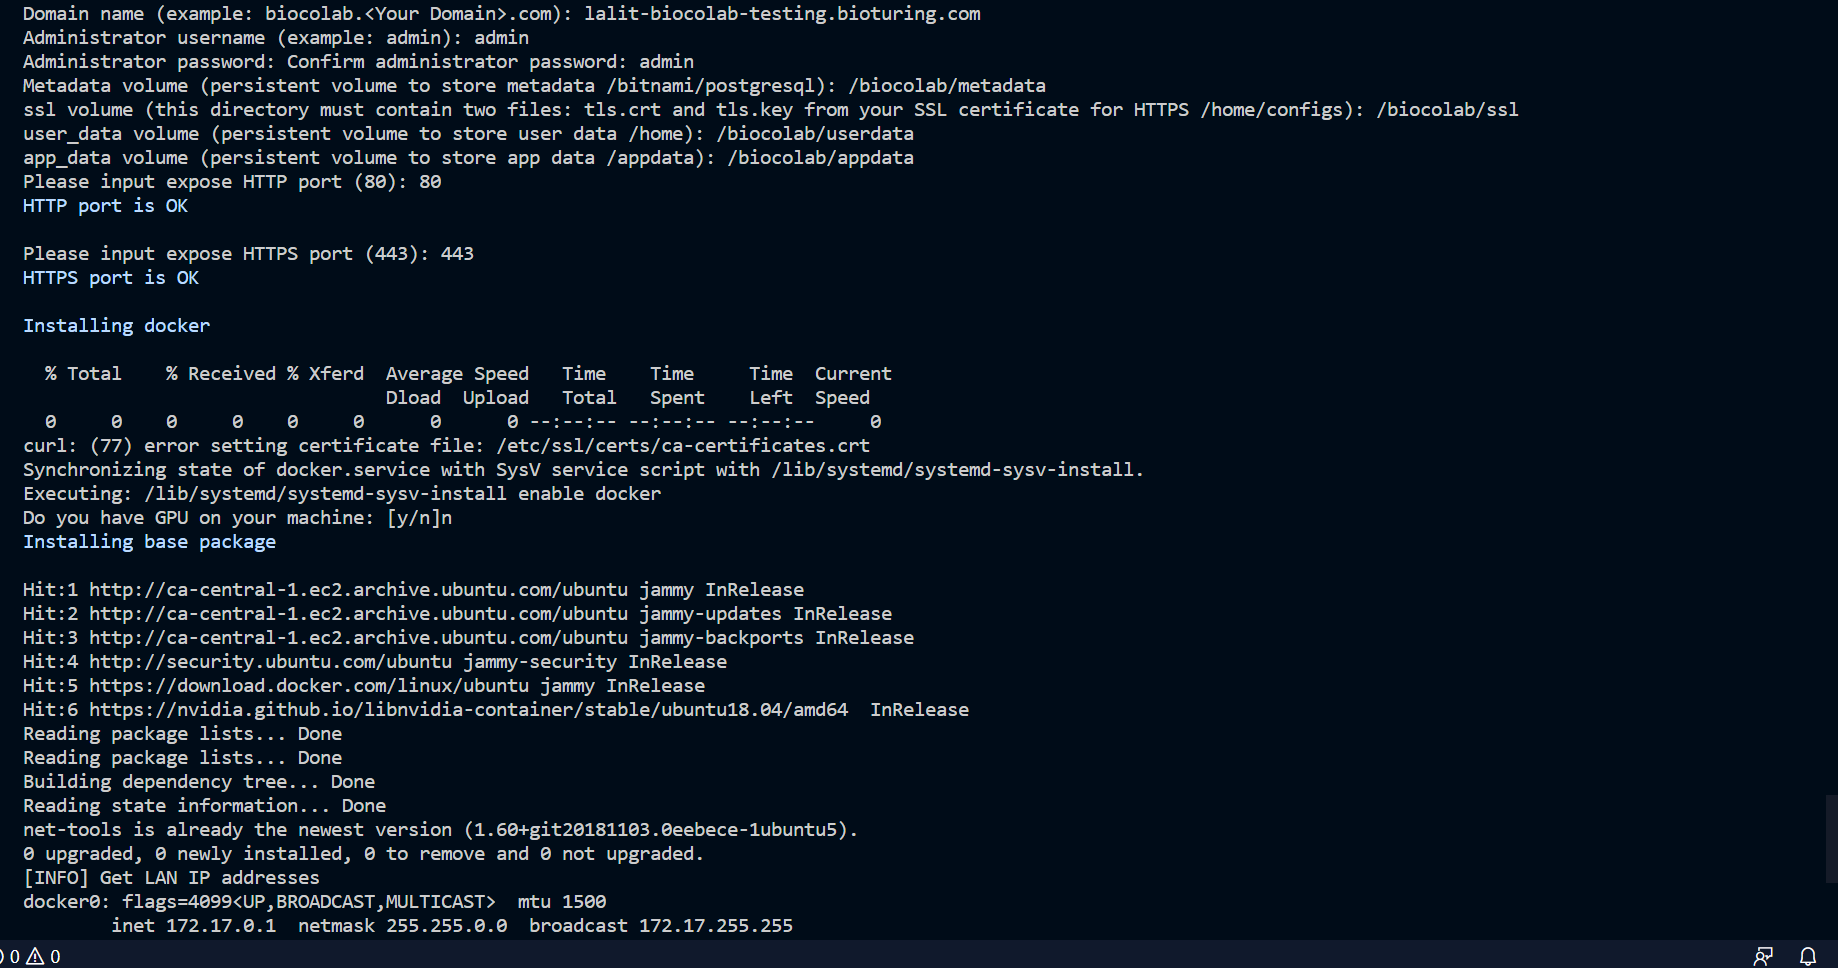 Domain name (example: biocolab.<Your Domain>.com): lalit-biocolab-testing.bioturing.com
Administrator username (example: admin): admin
Administrator password: Confirm administrator password: admin
Metadata volume (persistent volume to store metadata /bitnami/postgresql): /biocolab/metadata
ssl volume (this directory must contain two files: tls.crt and tls.key from your SSL certificate for HTTPS /home/configs): /biocolab/ssl
user_data volume (persistent volume to store user data /home): /biocolab/userdata
app_data volume (persistent volume to store app data /appdata): /biocolab/appdata
Please input expose HTTP port (80): 80
HTTP port is OK
Please input expose HTTPS port (443): 443
HTTPS port is OK
Installing docker
  % Total    % Received % Xferd  Average Speed   Time    Time     Time  Current
                                 Dload  Upload   Total   Spent    Left  Speed
  0     0    0     0    0     0      0      0 --:--:-- --:--:-- --:--:--     0
curl: (77) error setting certificate file: /etc/ssl/certs/ca-certificates.crt
Synchronizing state of docker.service with SysV service script with /lib/systemd/systemd-sysv-install.
Executing: /lib/systemd/systemd-sysv-install enable docker
Do you have GPU on your machine: [y/n]n
Installing base package
Hit:1 http://ca-central-1.ec2.archive.ubuntu.com/ubuntu jammy InRelease
Hit:2 http://ca-central-1.ec2.archive.ubuntu.com/ubuntu jammy-updates InRelease
Hit:3 http://ca-central-1.ec2.archive.ubuntu.com/ubuntu jammy-backports InRelease
Hit:4 http://security.ubuntu.com/ubuntu jammy-security InRelease
Hit:5 https://download.docker.com/linux/ubuntu jammy InRelease
Hit:6 https://nvidia.github.io/libnvidia-container/stable/ubuntu18.04/amd64  InRelease
Reading package lists... Done
Reading package lists... Done
Building dependency tree... Done
Reading state information... Done
net-tools is already the newest version (1.60+git20181103.0eebece-1ubuntu5).
0 upgraded, 0 newly installed, 0 to remove and 0 not upgraded.
[INFO] Get LAN IP addresses
docker0: flags=4099<UP,BROADCAST,MULTICAST>  mtu 1500
        inet 172.17.0.1  netmask 255.255.0.0  broadcast 172.17.255.255
0 0